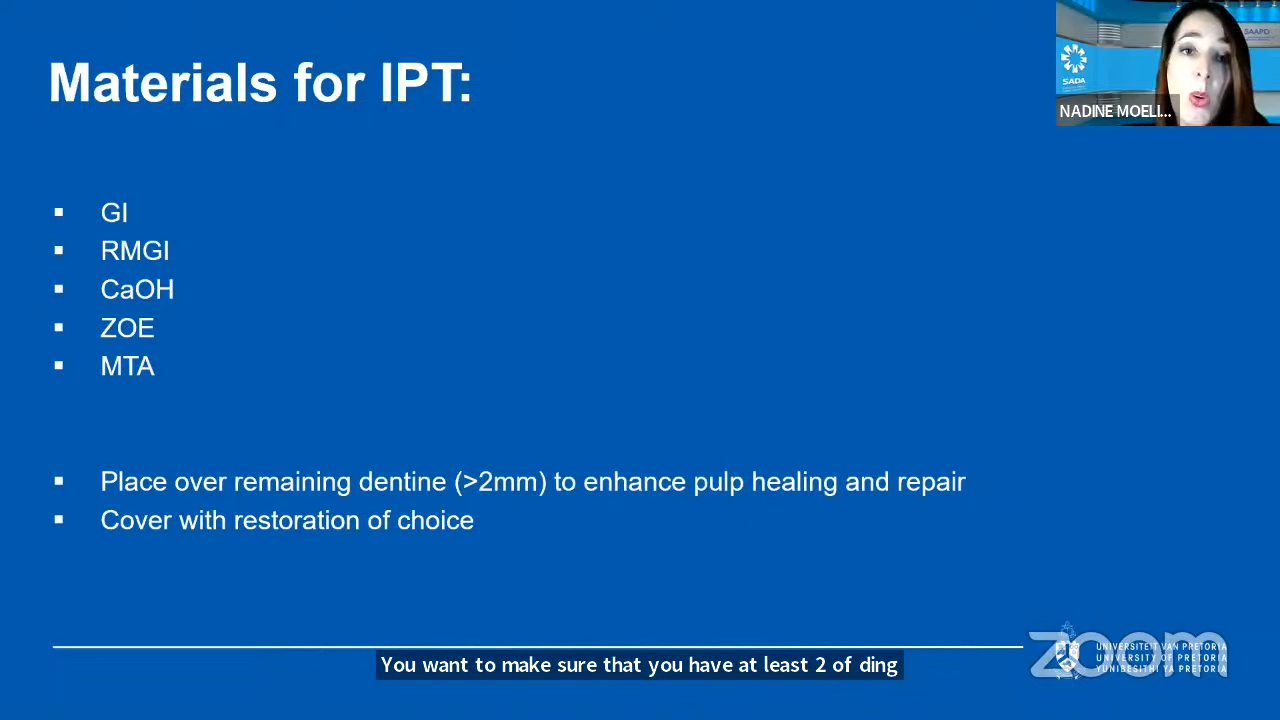 Materials for IPT:
SAAPD
SADA
NADINE MOELI...
▪ GI
▪ RMGI
▪ CaOH
▪ ZOE
▪ MTA
▪ Place over remaining dentine (>2mm) to enhance pulp healing and repair
▪ Cover with restoration of choice
zoom
UNIVERSITEIT VAN PRETORIA
UNIVERSITY OF PRETORIA
YUNIBESITHI YA PRETORIA
You want to make sure that you have at least 2 of ding